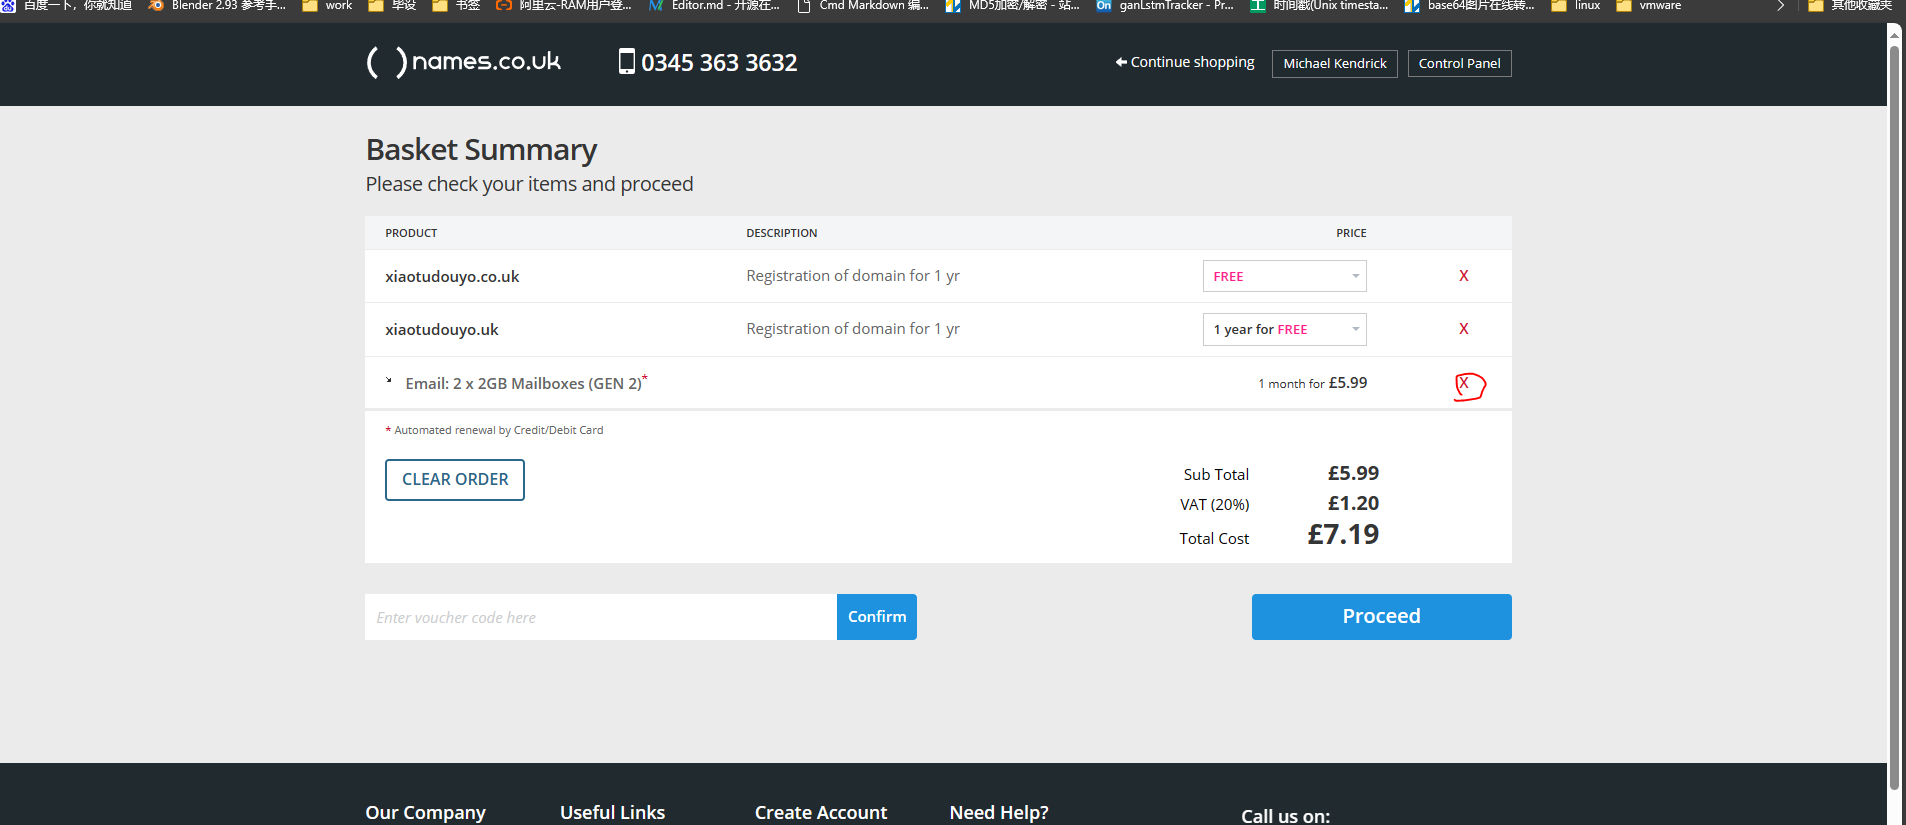 百度一下，你就知道 Blender 2.93 参考手... work 毕设 书签 阿里云-RAM用户登... Editor.md - 开源在... Cmd Markdown 编... MD5加密/解密 - 站... On ganLstmTracker - Pr... 工 时间戳(Unix timesta... base64图片在线转... linux vmware 其他收藏夹
( ) names.co.uk 0345 363 3632 Continue shopping Michael Kendrick Control Panel
Basket Summary
Please check your items and proceed
PRODUCT DESCRIPTION PRICE
xiaotudouyo.co.uk Registration of domain for 1 yr FREE X
xiaotudouyo.uk Registration of domain for 1 yr 1 year for FREE X
Email: 2 x 2GB Mailboxes (GEN 2)* 1 month for £5.99 X
* Automated renewal by Credit/Debit Card
CLEAR ORDER
Sub Total £5.99
VAT (20%) £1.20
Total Cost £7.19
Enter voucher code here Confirm Proceed
Our Company Useful Links Create Account Need Help? Call us on: